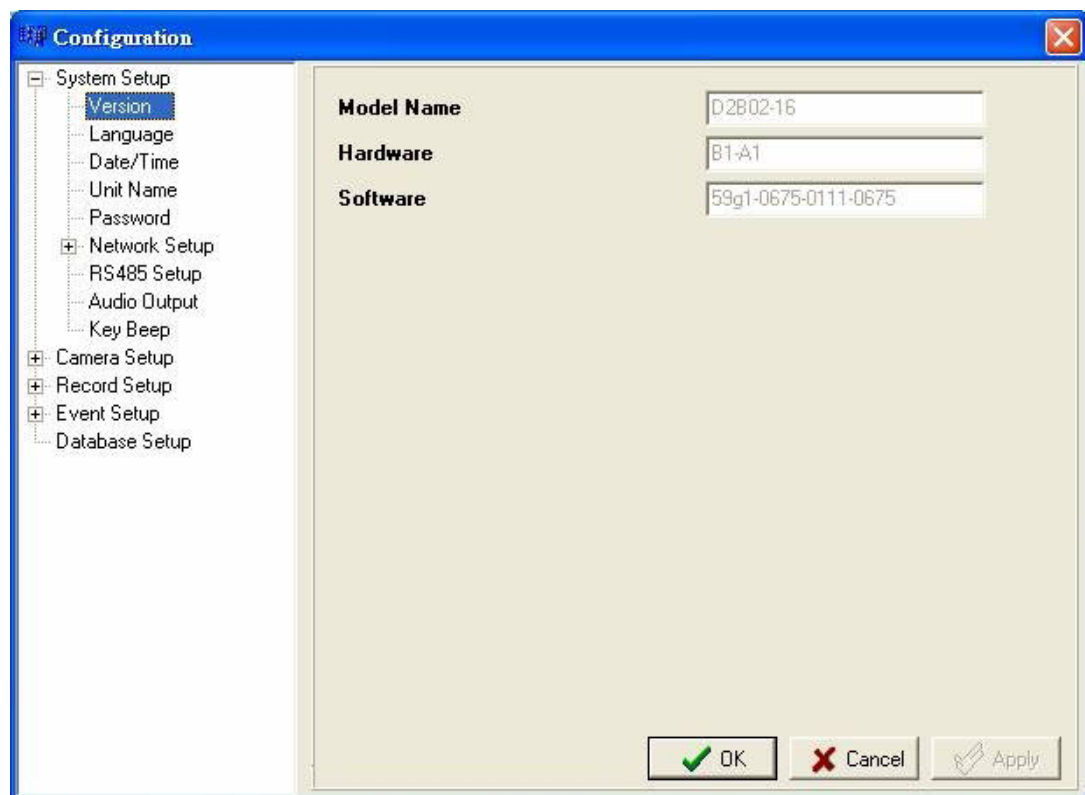 Configuration
System Setup
Version
Language
Date/Time
Unit Name
Password
Network Setup
RS485 Setup
Audio Output
Key Beep
Camera Setup
Record Setup
Event Setup
Database Setup
Model Name D2B02-16
Hardware B1-A1
Software 59g1-0675-0111-0675
OK Cancel Apply